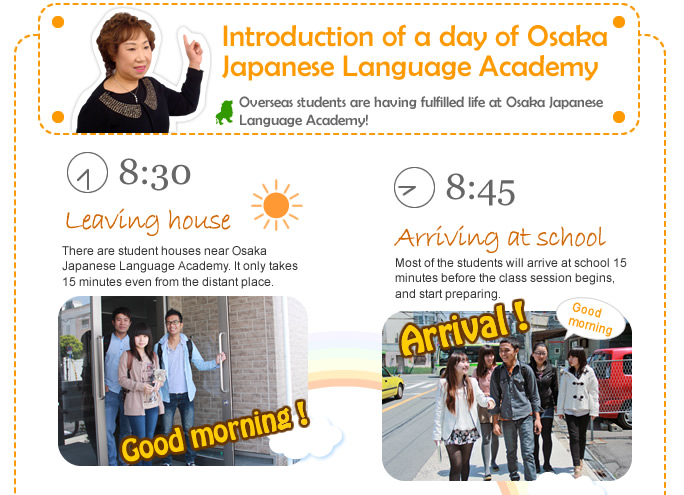 Introduction of a day of Osaka
Japanese Language Academy
Overseas students are having fulfilled life at Osaka Japanese
Language Academy!
8:30
Leaving house
There are student houses near Osaka
Japanese Language Academy. It only takes
15 minutes even from the distant place.
Good morning !
8:45
Arriving at school
Most of the students will arrive at school 15
minutes before the class session begins,
and start preparing.
Arrival !
Good
morning